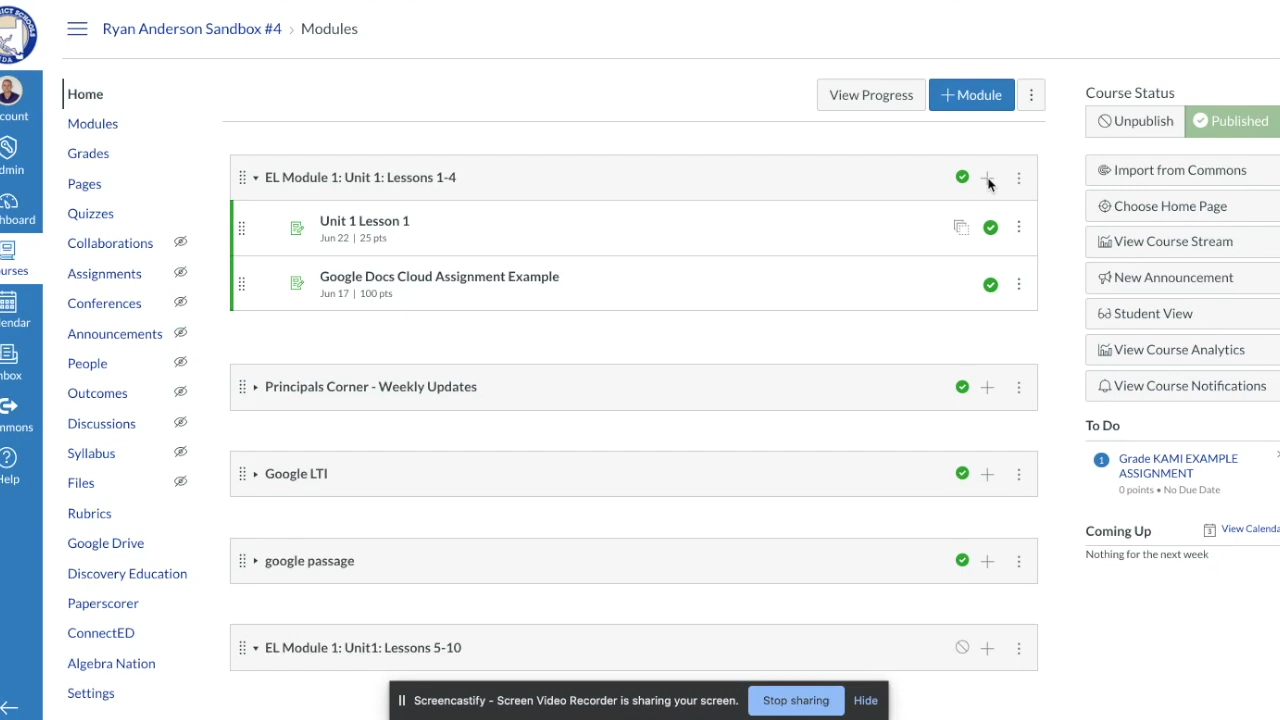 Ryan Anderson Sandbox #4 › Modules
Home
Modules
Grades
Pages
Quizzes
Collaborations
Assignments
Conferences
Announcements
People
Outcomes
Discussions
Syllabus
Files
Rubrics
Google Drive
Discovery Education
Paperscorer
ConnectED
Algebra Nation
Settings
count
dmin
hboard
urses
lendar
nbox
mmons
Help
View Progress
+ Module
EL Module 1: Unit 1: Lessons 1-4
Unit 1 Lesson 1
Jun 22 | 25 pts
Google Docs Cloud Assignment Example
Jun 17 | 100 pts
Principals Corner - Weekly Updates
Google LTI
google passage
EL Module 1: Unit1: Lessons 5-10
Course Status
Unpublish
Published
Import from Commons
Choose Home Page
View Course Stream
New Announcement
Student View
View Course Analytics
View Course Notifications
To Do
1
Grade KAMI EXAMPLE
ASSIGNMENT
0 points • No Due Date
Coming Up
View Calenda
Nothing for the next week
Screencastify - Screen Video Recorder is sharing your screen.
Stop sharing
Hide